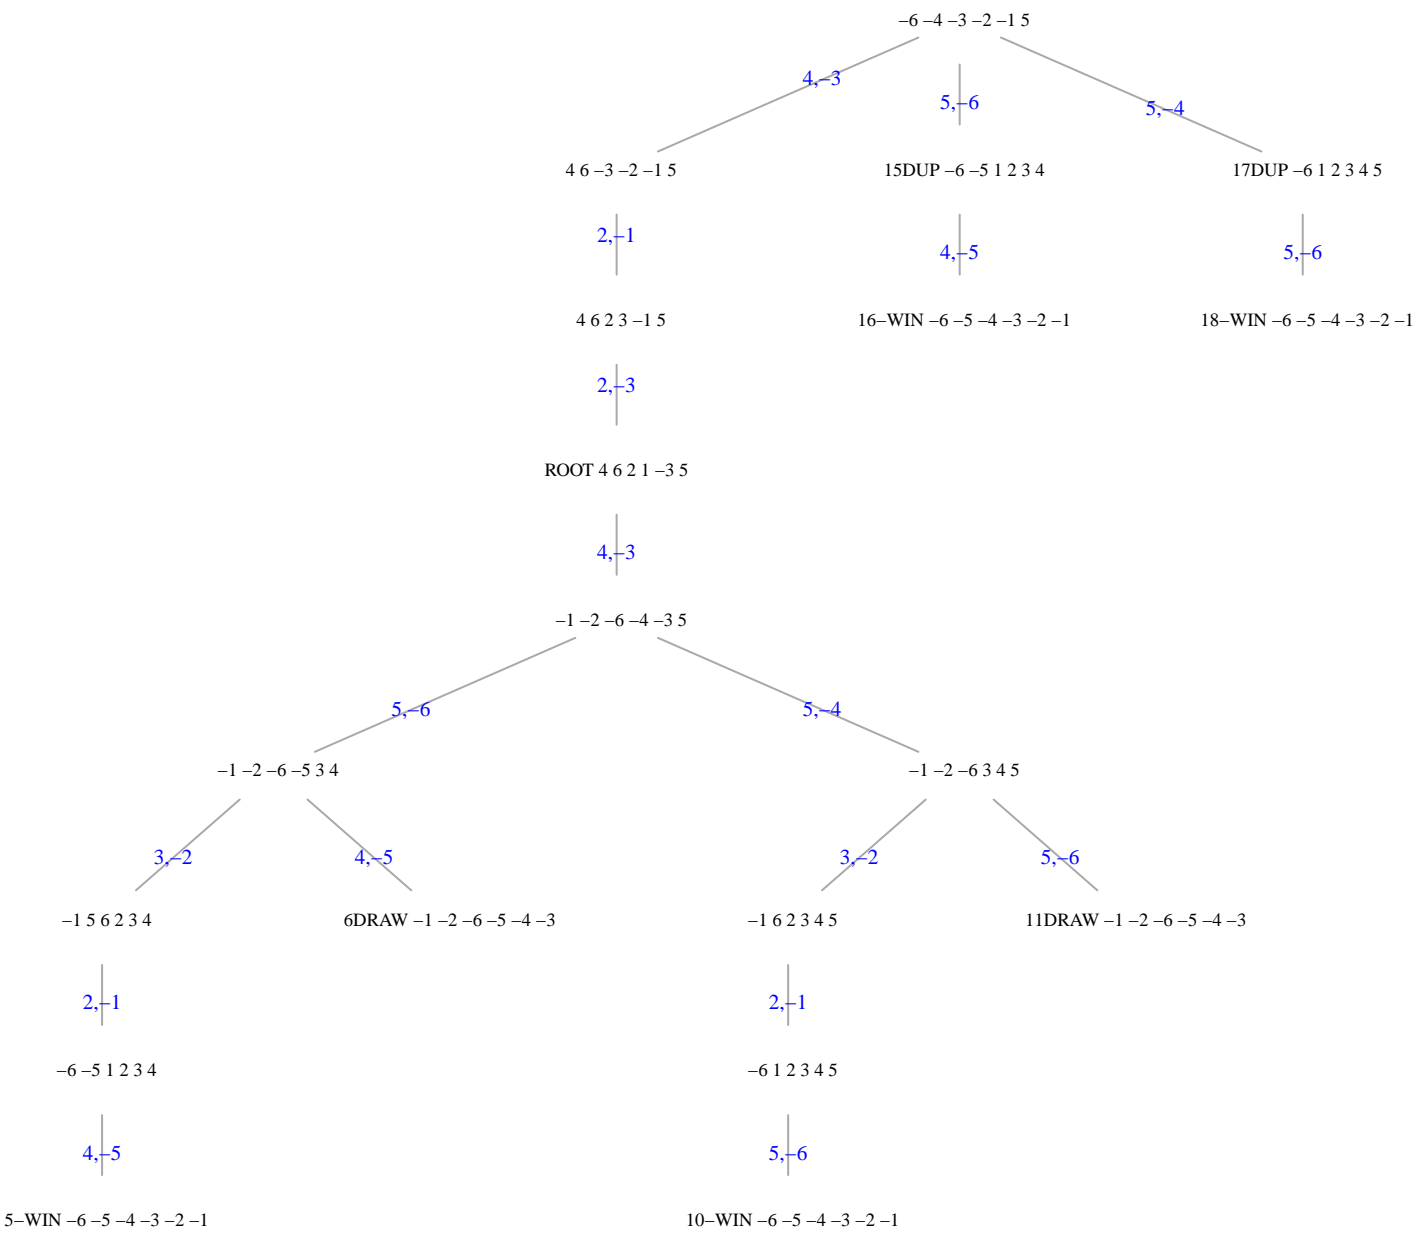 –6 –4 –3 –2 –1 5
4,–3
5,–6
5,–4
4 6 –3 –2 –1 5
15DUP –6 –5 1 2 3 4
17DUP –6 1 2 3 4 5
2,–1
4,–5
5,–6
4 6 2 3 –1 5
16–WIN –6 –5 –4 –3 –2 –1
18–WIN –6 –5 –4 –3 –2 –1
2,–3
ROOT 4 6 2 1 –3 5
4,–3
–1 –2 –6 –4 –3 5
5,–6
5,–4
–1 –2 –6 –5 3 4
–1 –2 –6 3 4 5
3,–2
4,–5
3,–2
5,–6
–1 5 6 2 3 4
6DRAW –1 –2 –6 –5 –4 –3
–1 6 2 3 4 5
11DRAW –1 –2 –6 –5 –4 –3
2,–1
2,–1
–6 –5 1 2 3 4
–6 1 2 3 4 5
4,–5
5,–6
5–WIN –6 –5 –4 –3 –2 –1
10–WIN –6 –5 –4 –3 –2 –1